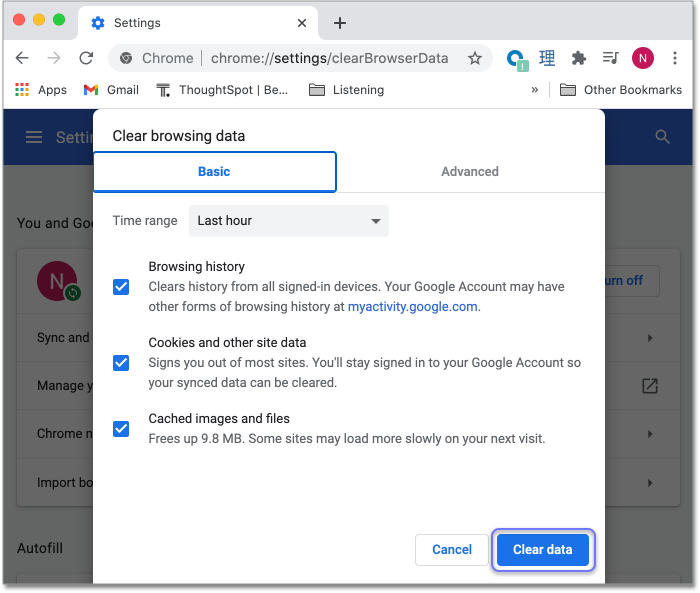 Settings
Chrome | chrome://settings/clearBrowserData 1 理 N
Apps Gmail ThoughtSpot | Be... Listening » Other Bookmarks
Settin
Clear browsing data
Basic Advanced
Time range Last hour
You and Goo
Browsing history
Clears history from all signed-in devices. Your Google Account may have
other forms of browsing history at myactivity.google.com.
N
urn off
Sync and
Cookies and other site data
Signs you out of most sites. You'll stay signed in to your Google Account so
your synced data can be cleared.
Manage y
Cached images and files
Frees up 9.8 MB. Some sites may load more slowly on your next visit.
Chrome n
Import bo
Autofill
Cancel Clear data